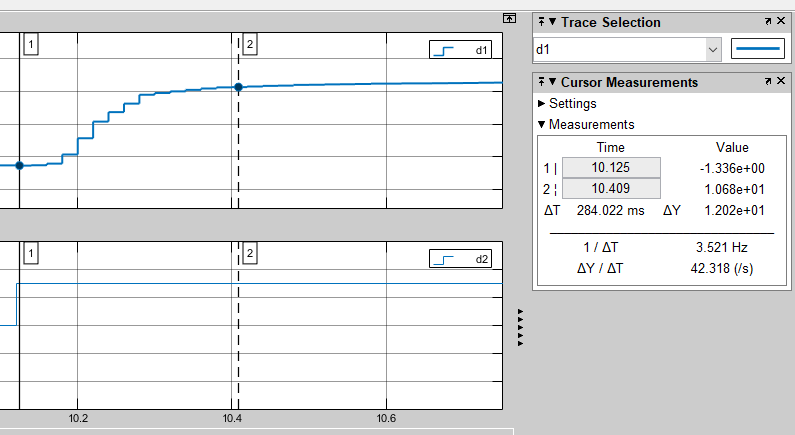 1
2
d1
1
2
d2
10.2
10.4
10.6
Trace Selection
d1
Cursor Measurements
Settings
Measurements
Time Value
1 | 10.125 -1.336e+00
2 ¦ 10.409 1.068e+01
ΔT 284.022 ms ΔY 1.202e+01
1 / ΔT 3.521 Hz
ΔY / ΔT 42.318 (/s)